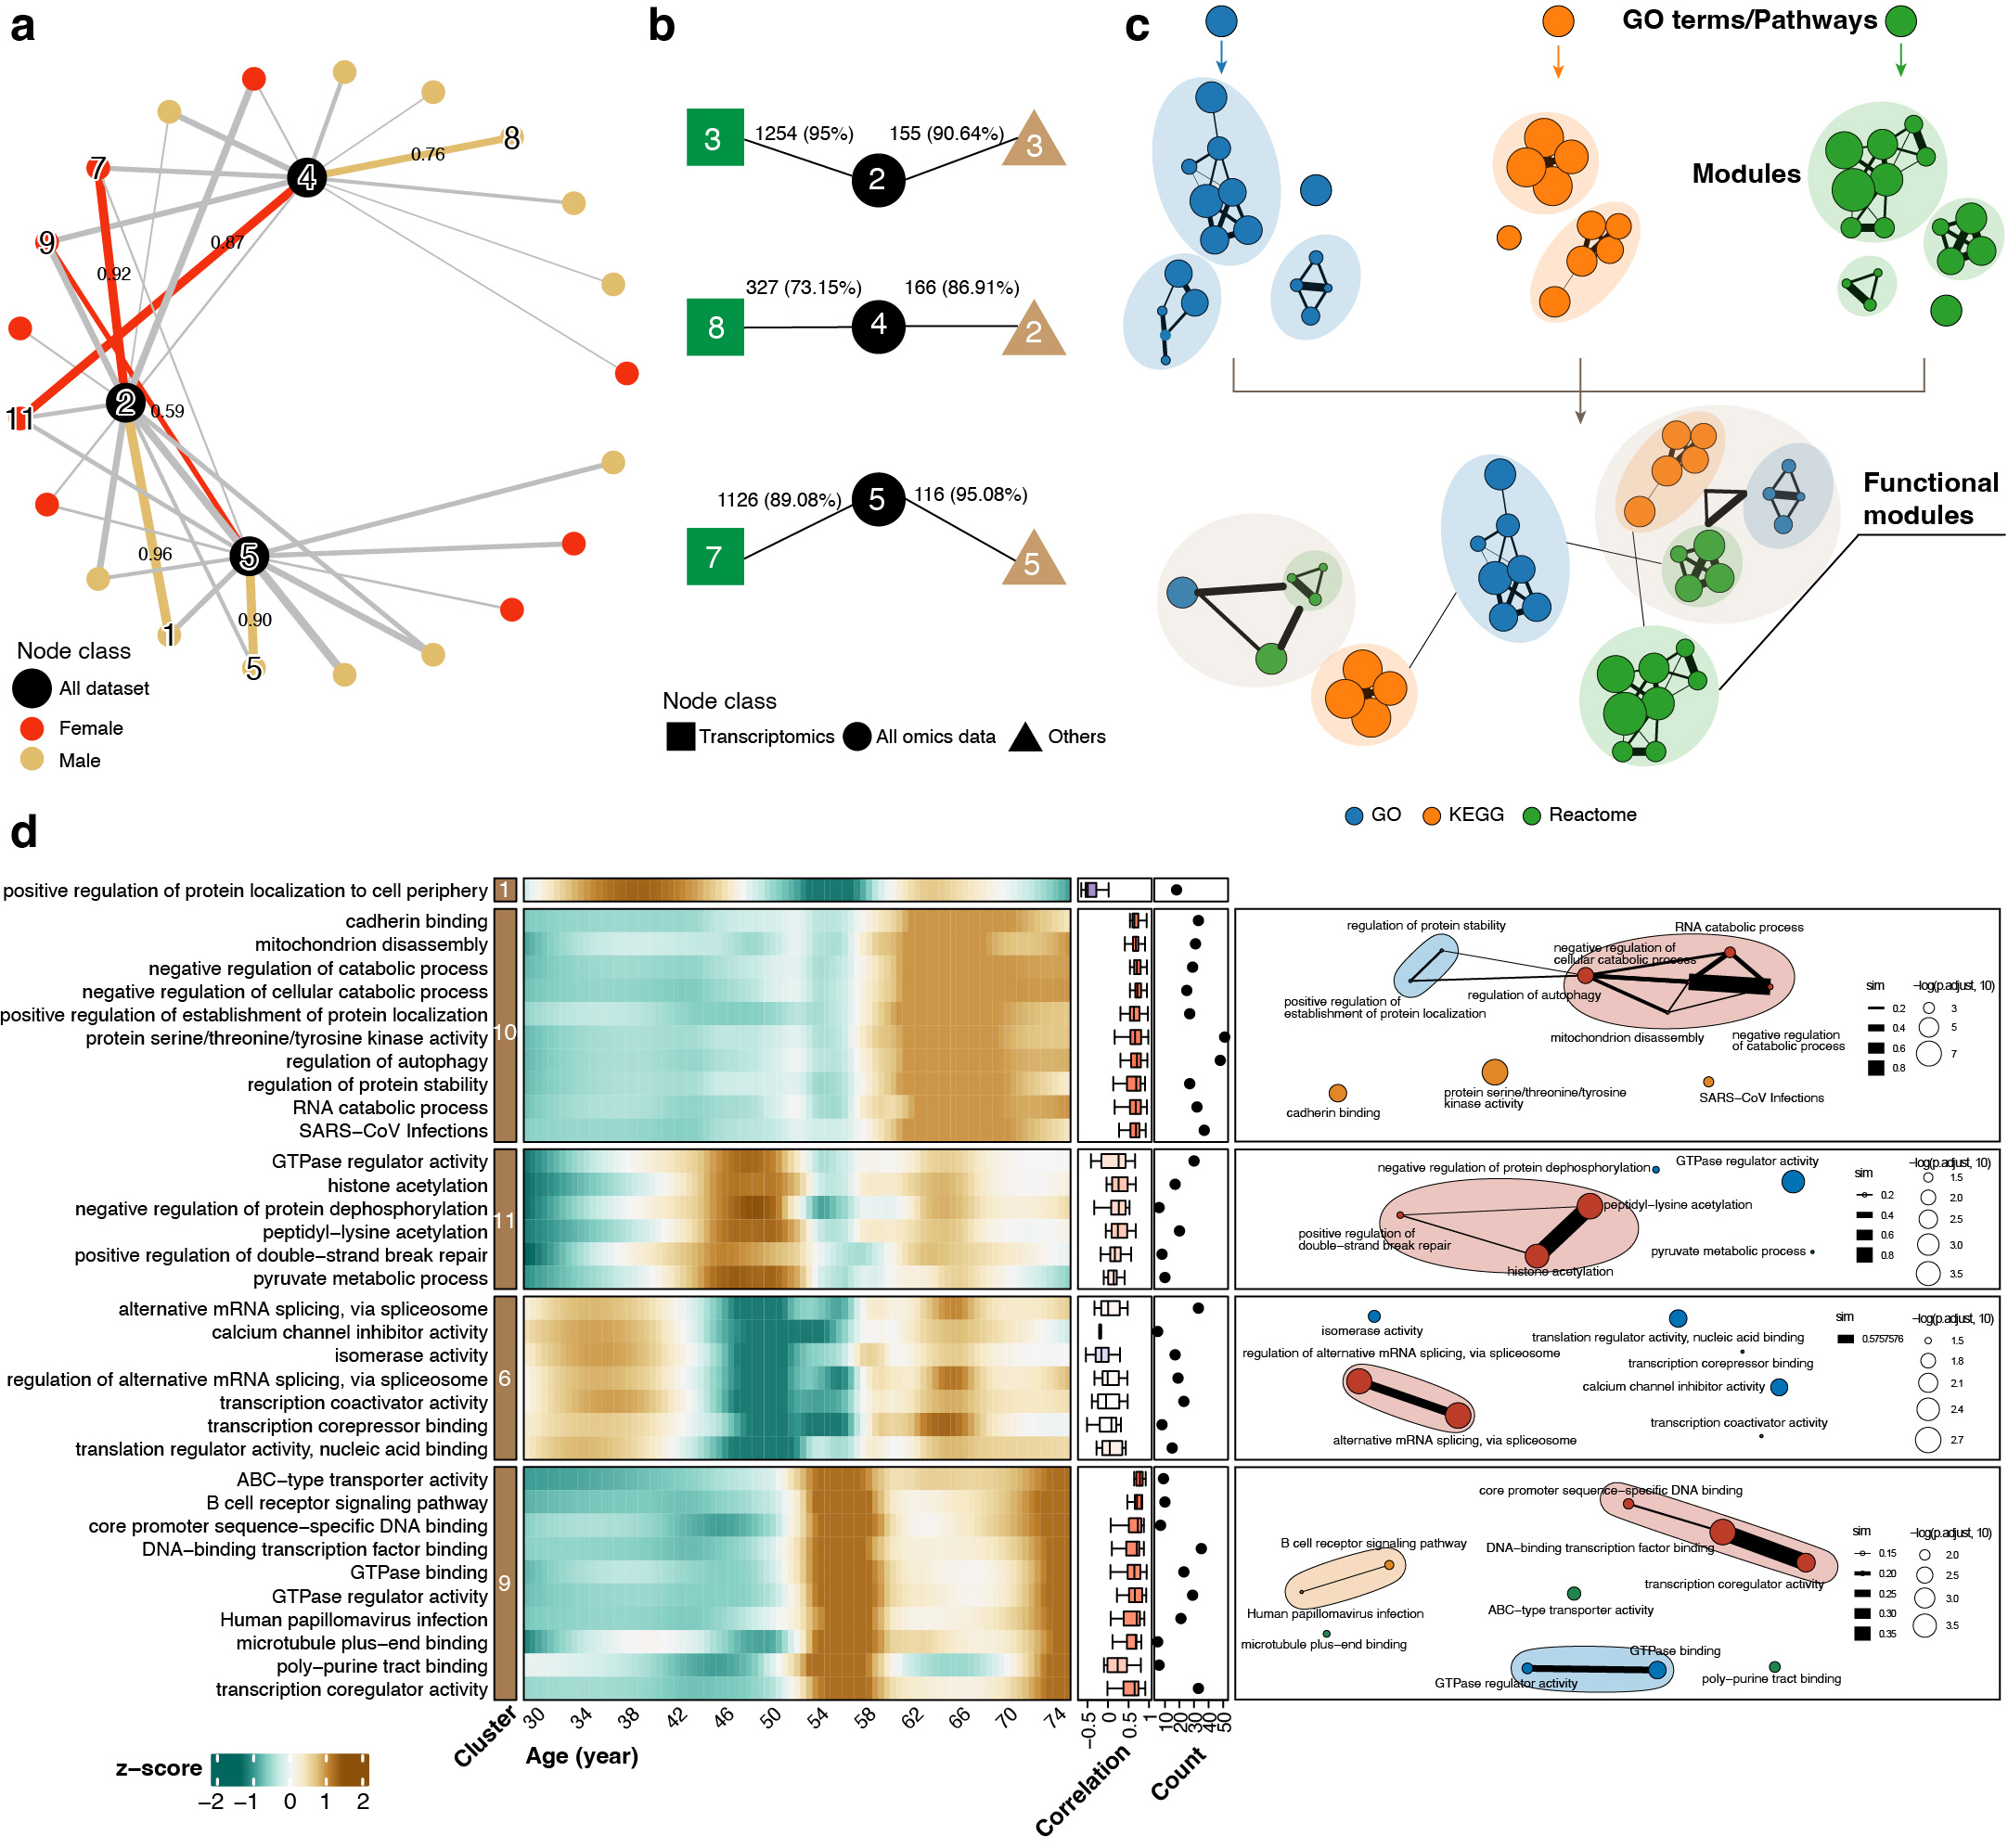 a
8
0.76
7
4
9
0.87
0.92
2
0.59
11
0.96
5
0.90
1
5
Node class
All dataset
Female
Male
b
3
1254 (95%)
155 (90.64%)
3
2
327 (73.15%)
166 (86.91%)
8
4
2
1126 (89.08%)
5
116 (95.08%)
7
5
Node class
Transcriptomics
All omics data
Others
c
GO terms/Pathways
Modules
Functional
modules
GO
KEGG
Reactome
d
positive regulation of protein localization to cell periphery
1
cadherin binding
mitochondrion disassembly
negative regulation of catabolic process
negative regulation of cellular catabolic process
positive regulation of establishment of protein localization
protein serine/threonine/tyrosine kinase activity
regulation of autophagy
regulation of protein stability
RNA catabolic process
SARS−CoV Infections
10
regulation of protein stability
RNA catabolic process
negative regulation of
cellular catabolic process
positive regulation of
establishment of protein localization
regulation of autophagy
mitochondrion disassembly
negative regulation
of catabolic process
cadherin binding
protein serine/threonine/tyrosine
kinase activity
SARS−CoV Infections
sim
0.2
0.4
0.6
0.8
−log(p.adjust, 10)
3
5
7
GTPase regulator activity
histone acetylation
negative regulation of protein dephosphorylation
peptidyl−lysine acetylation
positive regulation of double−strand break repair
pyruvate metabolic process
11
negative regulation of protein dephosphorylation
GTPase regulator activity
peptidyl−lysine acetylation
positive regulation of
double−strand break repair
pyruvate metabolic process
histone acetylation
sim
0.2
0.4
0.6
0.8
−log(p.adjust, 10)
1.5
2.0
2.5
3.0
3.5
alternative mRNA splicing, via spliceosome
calcium channel inhibitor activity
isomerase activity
regulation of alternative mRNA splicing, via spliceosome
transcription coactivator activity
transcription corepressor binding
translation regulator activity, nucleic acid binding
6
isomerase activity
translation regulator activity, nucleic acid binding
regulation of alternative mRNA splicing, via spliceosome
transcription corepressor binding
calcium channel inhibitor activity
transcription coactivator activity
alternative mRNA splicing, via spliceosome
sim
0.5757576
−log(p.adjust, 10)
1.5
1.8
2.1
2.4
2.7
ABC−type transporter activity
B cell receptor signaling pathway
core promoter sequence−specific DNA binding
DNA−binding transcription factor binding
GTPase binding
GTPase regulator activity
Human papillomavirus infection
microtubule plus−end binding
poly−purine tract binding
transcription coregulator activity
9
core promoter sequence−specific DNA binding
B cell receptor signaling pathway
DNA−binding transcription factor binding
transcription coregulator activity
Human papillomavirus infection
ABC−type transporter activity
microtubule plus−end binding
GTPase binding
GTPase regulator activity
poly−purine tract binding
sim
0.15
0.20
0.25
0.30
0.35
−log(p.adjust, 10)
2.0
2.5
3.0
3.5
Cluster
30 34 38 42 46 50 54 58 62 66 70 74
Age (year)
−0.5 0 0.5 1
Correlation
10 20 30 40 50
Count
z−score
−2 −1 0 1 2